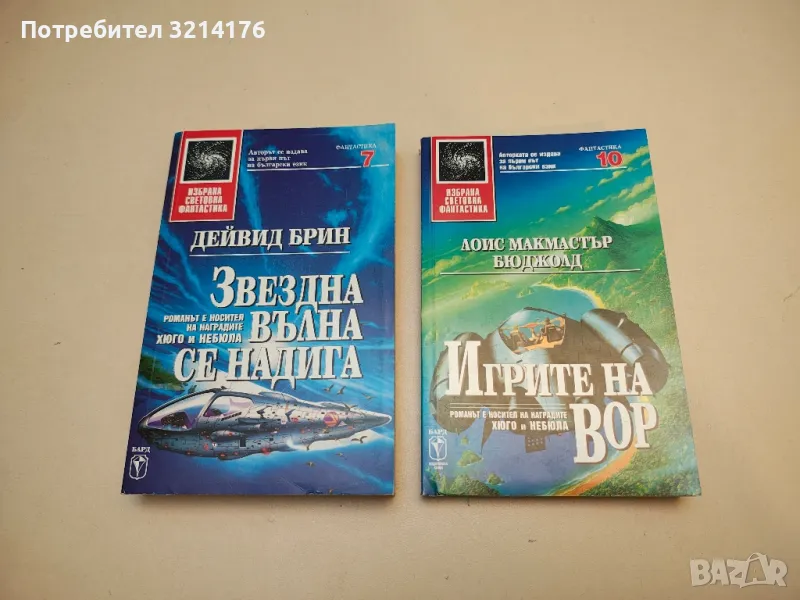 Потребител 3214176
ИЗБРАНА
СВЕТОВНА
ФАНТАСТИКА
Авторът се издава
за първи път
на български език
ФАНТАСТИКА
7
ДЕЙВИД БРИН
ЗВЕЗДНА
ВЪЛНА
СЕ НАДИГА
РОМАНЪТ Е НОСИТЕЛ
НА НАГРАДИТЕ
ХЮГО и НЕБЮЛА
БАРД
ИЗБРАНА
СВЕТОВНА
ФАНТАСТИКА
Авторката се издава
за първи път
на български език
ФАНТАСТИКА
10
ЛОИС МАКМАСТЪР
БЮДЖОЛД
ИГРИТЕ НА
ВОР
РОМАНЪТ Е НОСИТЕЛ НА НАГРАДИТЕ
ХЮГО и НЕБЮЛА
БАРД
BAZAR